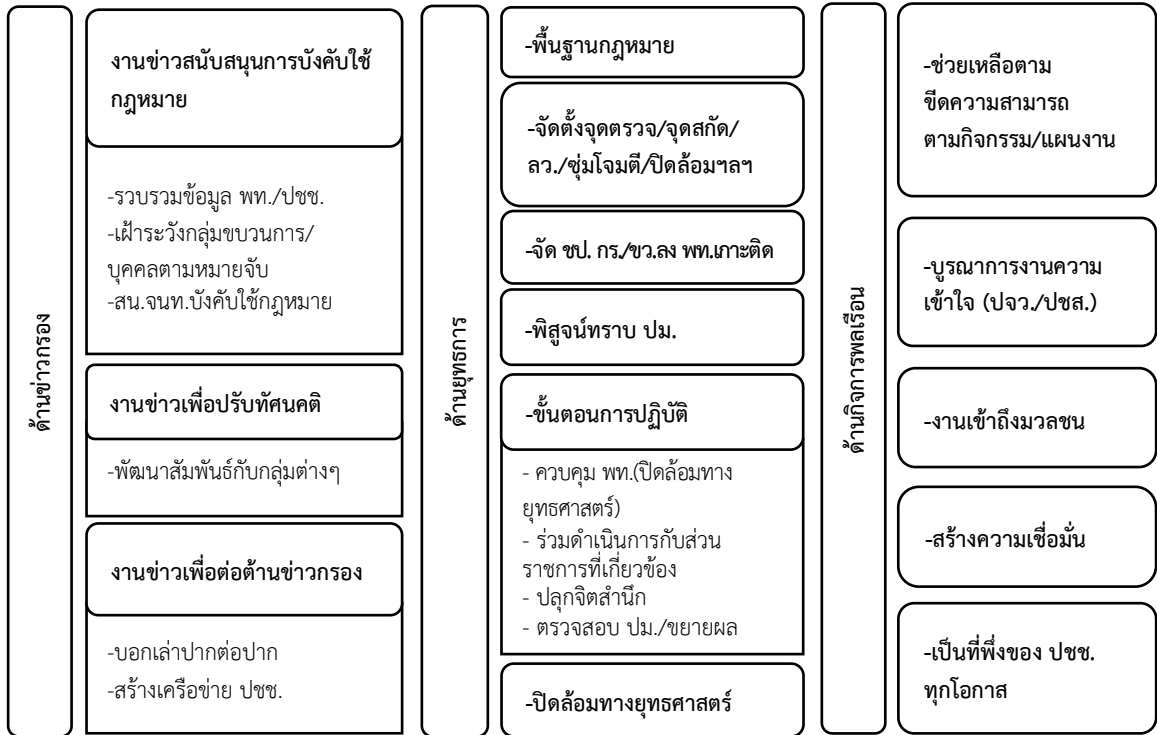 ด้านข่าวกรอง
งานข่าวสนับสนุนการบังคับใช้
กฎหมาย
-รวบรวมข้อมูล พท./ปชช.
-เฝ้าระวังกลุ่มขบวนการ/
บุคคลตามหมายจับ
-สน.จนท.บังคับใช้กฎหมาย
งานข่าวเพื่อปรับทัศนคติ
-พัฒนาสัมพันธ์กับกลุ่มต่างๆ
งานข่าวเพื่อต่อต้านข่าวกรอง
-บอกเล่าปากต่อปาก
-สร้างเครือข่าย ปชช.
ด้านยุทธการ
-พื้นฐานกฎหมาย
-จัดตั้งจุดตรวจ/จุดสกัด/
ลว./ซุ่มโจมตี/ปิดล้อมฯลฯ
-จัด ชป. กร./ขว.ลง พท.เกาะติด
-พิสูจน์ทราบ ปม.
-ขั้นตอนการปฏิบัติ
- ควบคุม พท.(ปิดล้อมทาง
ยุทธศาสตร์)
- ร่วมดำเนินการกับส่วน
ราชการที่เกี่ยวข้อง
- ปลุกจิตสำนึก
- ตรวจสอบ ปม./ขยายผล
-ปิดล้อมทางยุทธศาสตร์
ด้านกิจการพลเรือน
-ช่วยเหลือตาม
ขีดความสามารถ
ตามกิจกรรม/แผนงาน
-บูรณาการงานความ
เข้าใจ (ปจว./ปชส.)
-งานเข้าถึงมวลชน
-สร้างความเชื่อมั่น
-เป็นที่พึ่งของ ปชช.
ทุกโอกาส